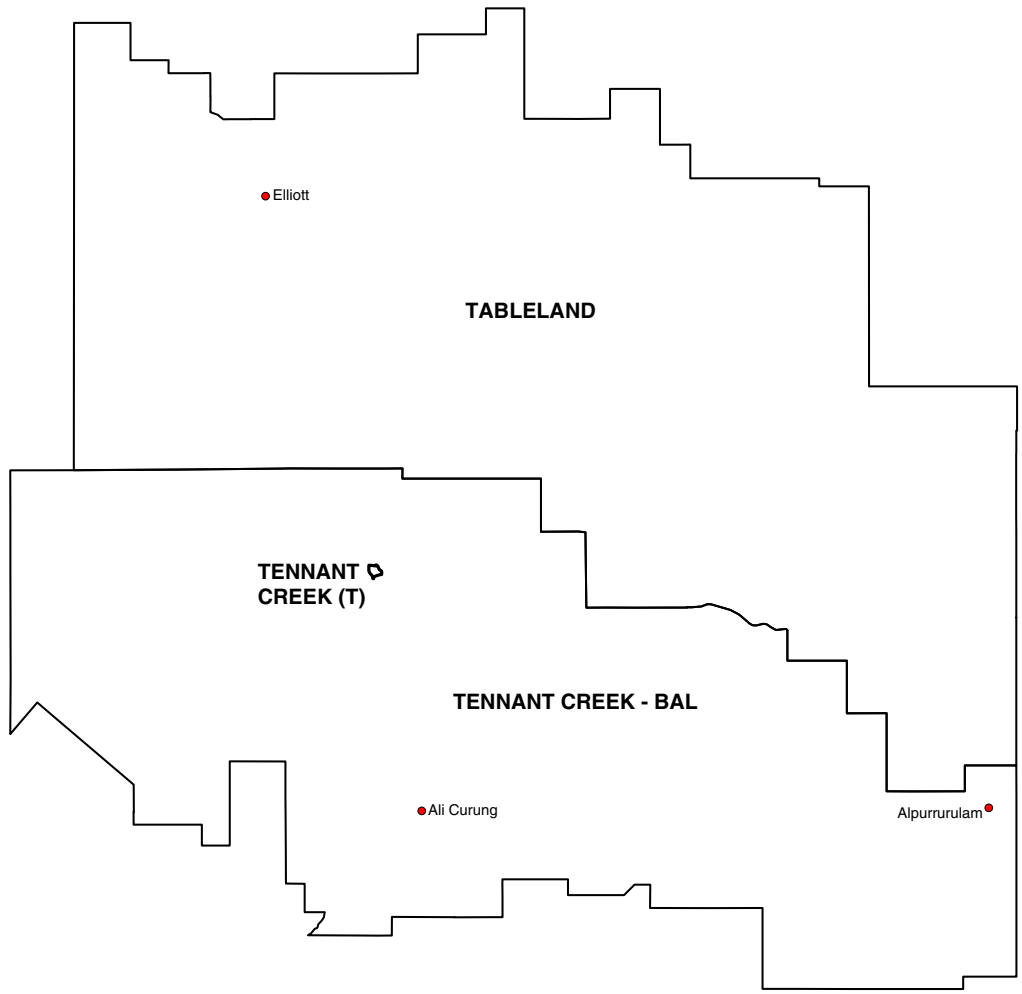 Elliott
TABLELAND
TENNANT
CREEK (T)
TENNANT CREEK - BAL
Ali Curung
Alpurrurulam